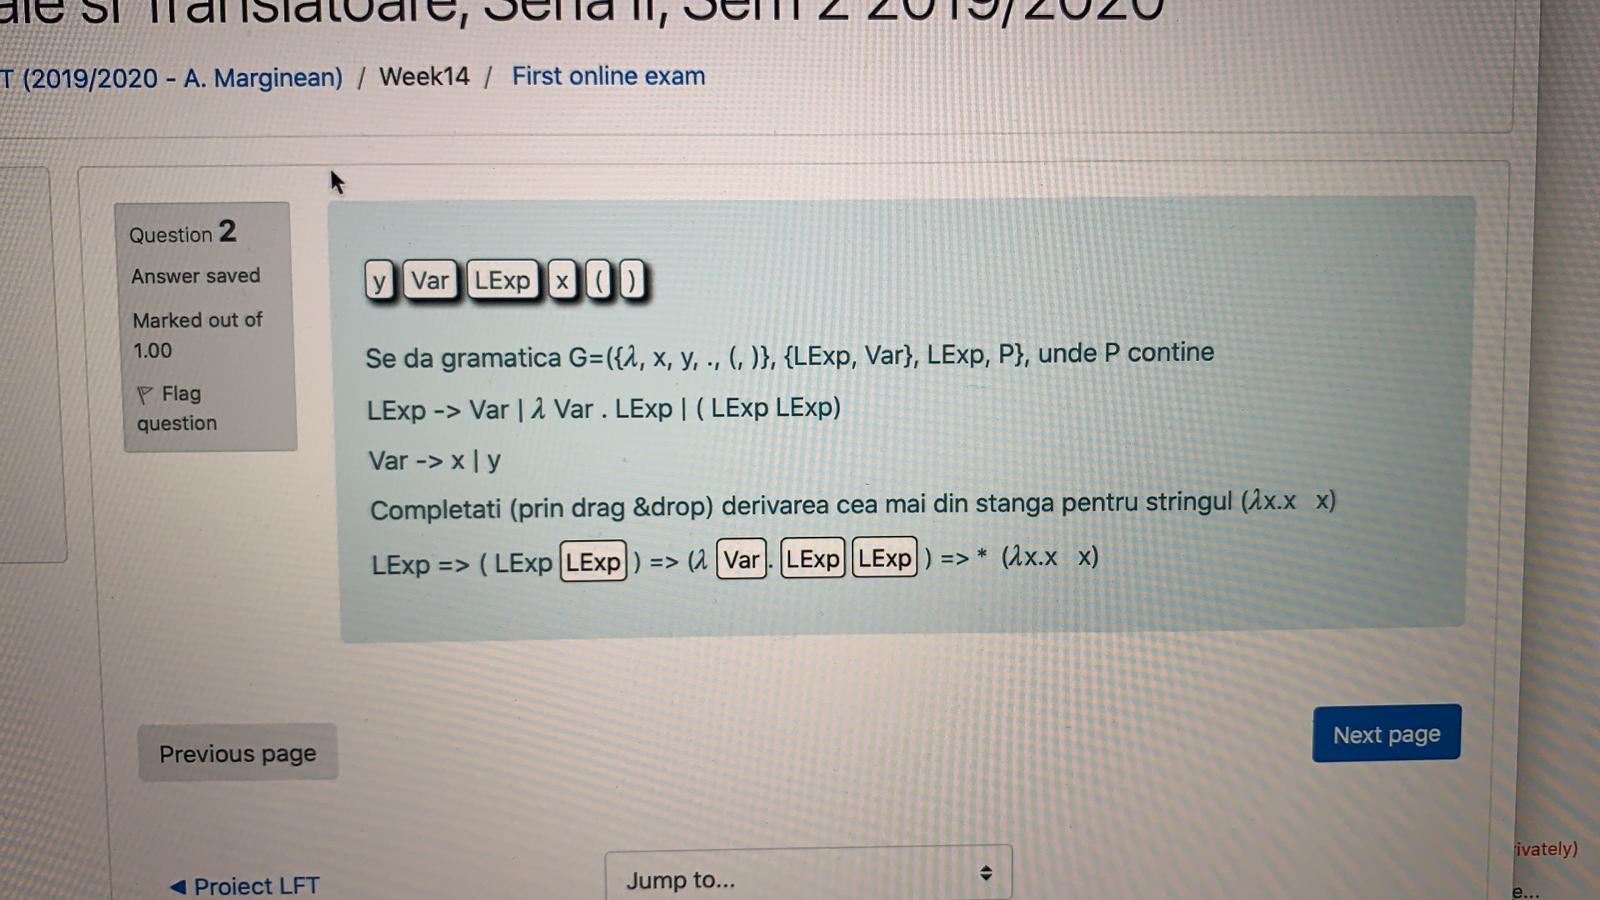 ale si Translatoare, Seria II, Sem 2 2019/2020
T (2019/2020 - A. Marginean) / Week14 / First online exam
Question 2
Answer saved
Marked out of
1.00
Flag
question
y Var LExp x ( )
Se da gramatica G=({λ, x, y, ., (, )}, {LExp, Var}, LExp, P}, unde P contine
LExp -> Var | λ Var . LExp | ( LExp LExp)
Var -> x | y
Completati (prin drag &drop) derivarea cea mai din stanga pentru stringul (λx.x x)
LExp => ( LExp LExp ) => (λ Var . LExp LExp ) => * (λx.x x)
Previous page
Next page
◄ Proiect LFT
Jump to...
ivately)
e...